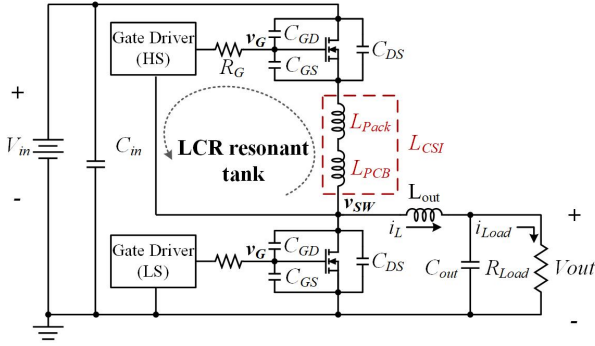 Gate Driver
(HS)
v_G
R_G
C_GD
C_GS
C_DS
+
V_in
-
C_in
LCR resonant
tank
L_Pack
L_PCB
L_CSI
v_SW
L_out
i_L
i_Load
Gate Driver
(LS)
v_G
C_GD
C_GS
C_DS
C_out
R_Load
+
Vout
-